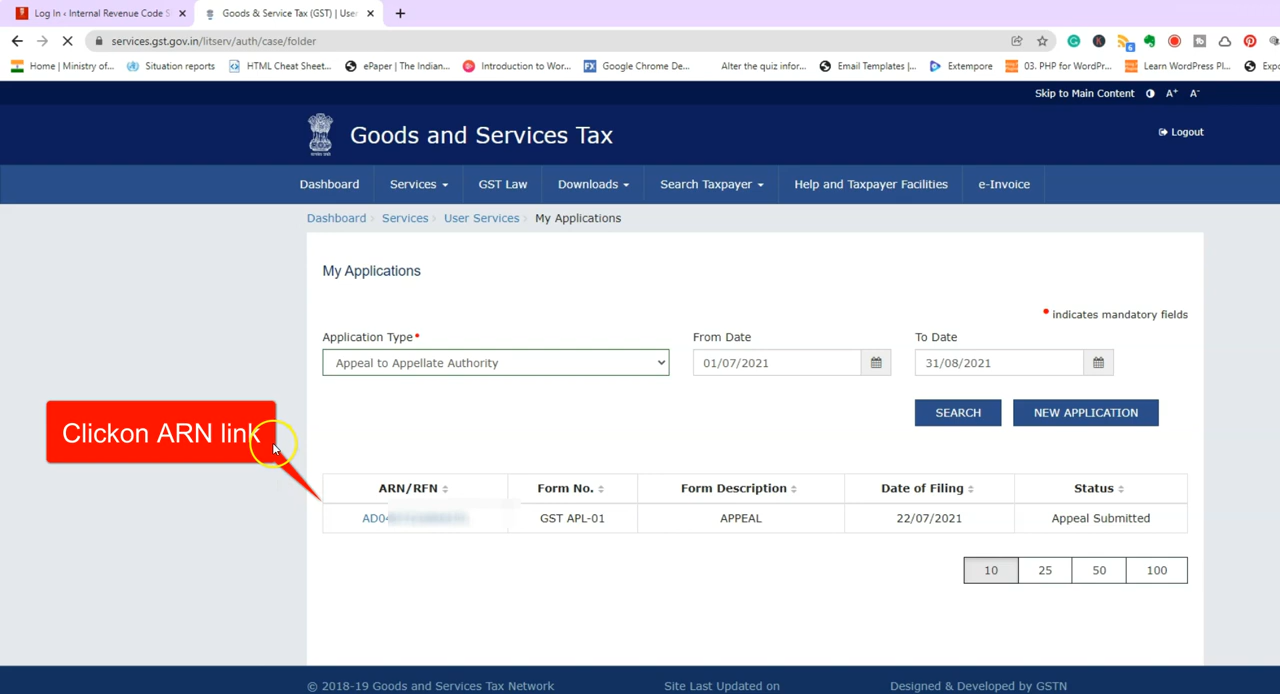 Log In ‹ Internal Revenue Code S
Goods & Service Tax (GST) | User
services.gst.gov.in/litserv/auth/case/folder
6
Home | Ministry of...
Situation reports
HTML Cheat Sheet...
ePaper | The Indian...
Introduction to Wor...
FX
Google Chrome De...
Alter the quiz infor...
Email Templates |...
Extempore
03. PHP for WordPr...
Learn WordPress Pl...
Expo
Skip to Main Content
A+
A-
Goods and Services Tax
Logout
Dashboard
Services
GST Law
Downloads
Search Taxpayer
Help and Taxpayer Facilities
e-Invoice
Dashboard
Services
User Services
My Applications
My Applications
• indicates mandatory fields
Application Type•
From Date
To Date
Appeal to Appellate Authority
01/07/2021
31/08/2021
SEARCH
NEW APPLICATION
Clickon ARN link
ARN/RFN
Form No.
Form Description
Date of Filing
Status
GST APL-01
APPEAL
22/07/2021
Appeal Submitted
10
25
50
100
© 2018-19 Goods and Services Tax Network
Site Last Updated on
Designed & Developed by GSTN